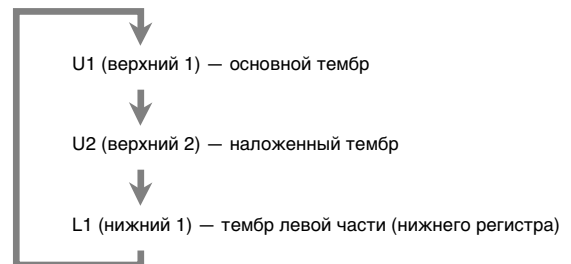 U1 (верхний 1) — основной тембр
U2 (верхний 2) — наложенный тембр
L1 (нижний 1) — тембр левой части (нижнего регистра)